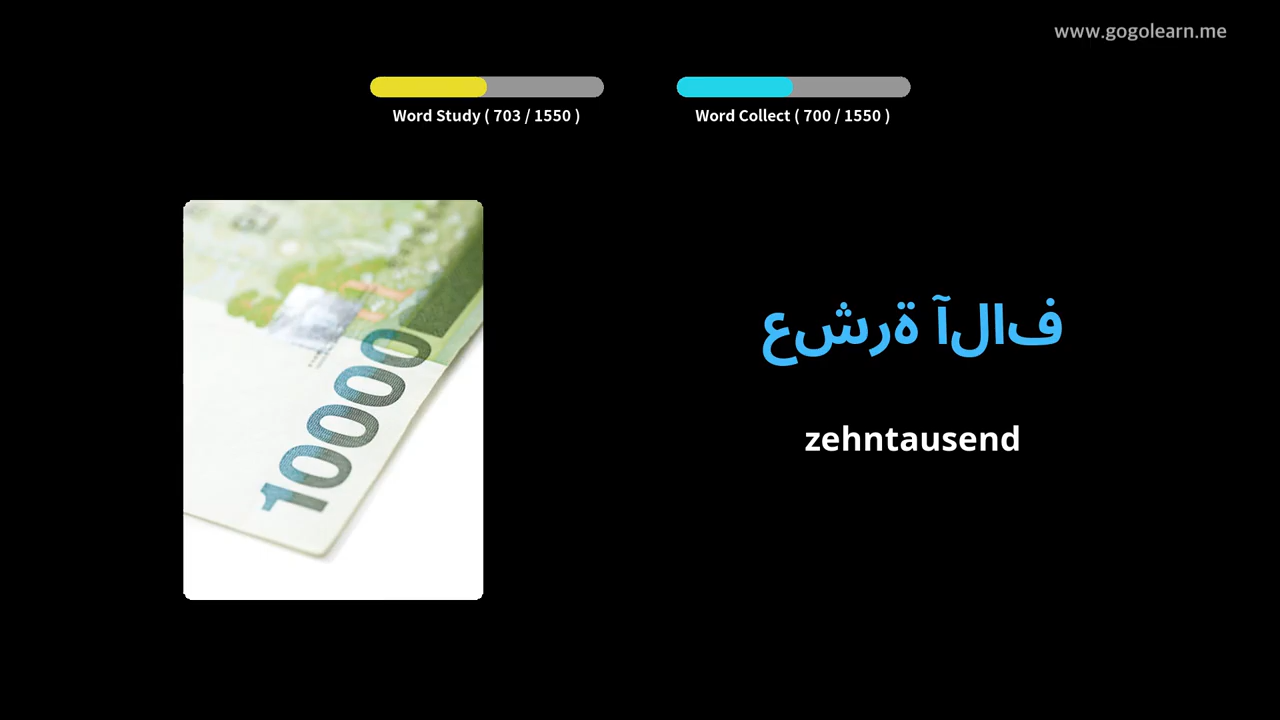 www.gogolearn.me
Word Study ( 703 / 1550 )
Word Collect ( 700 / 1550 )
10000
عشرة آلاف
zehntausend